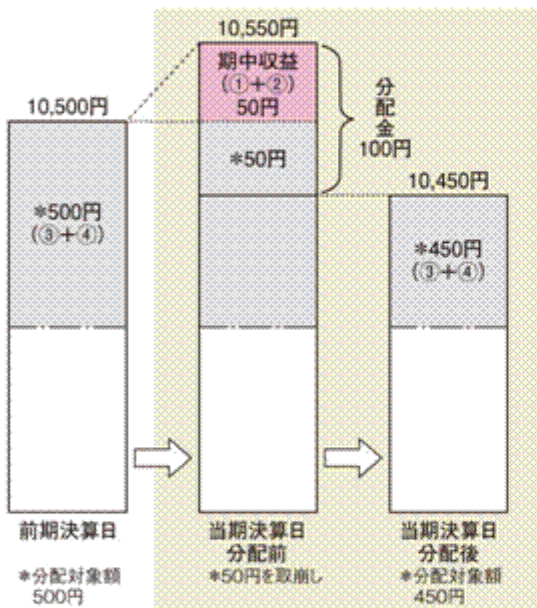 10,550円
期中収益
(①+②)
50円
分配金
100円
10,500円
*50円
10,450円
*500円
(③+④)
*450円
(③+④)
前期決算日
当期決算日
分配前
当期決算日
分配後
*分配対象額
500円
*50円を取崩し
*分配対象額
450円